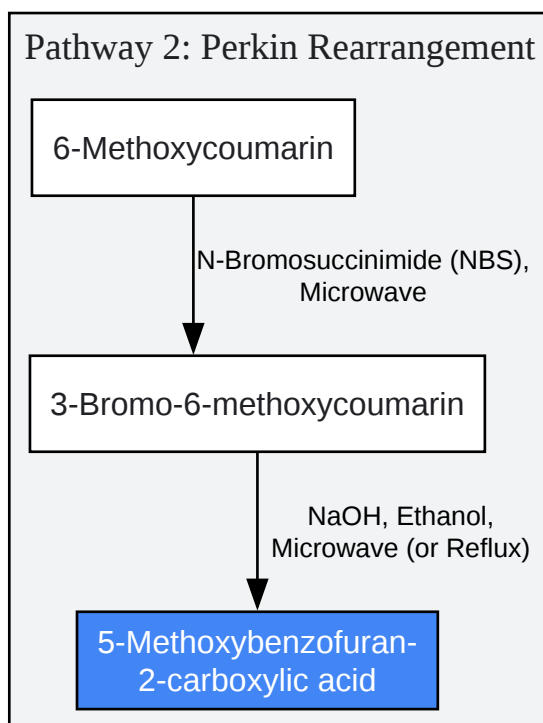 Pathway 2: Perkin Rearrangement
6-Methoxycoumarin
N-Bromosuccinimide (NBS),
Microwave
3-Bromo-6-methoxycoumarin
NaOH, Ethanol,
Microwave (or Reflux)
5-Methoxybenzofuran-
2-carboxylic acid